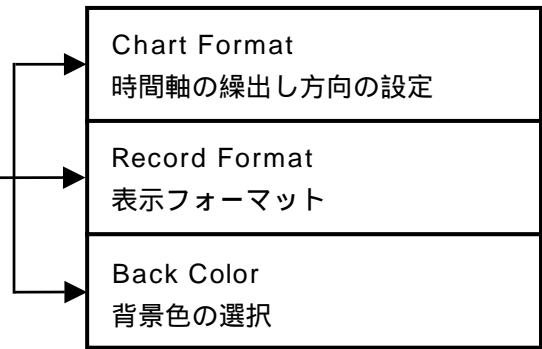 Chart Format
時間軸の繰出し方向の設定
Record Format
表示フォーマット
Back Color
背景色の選択